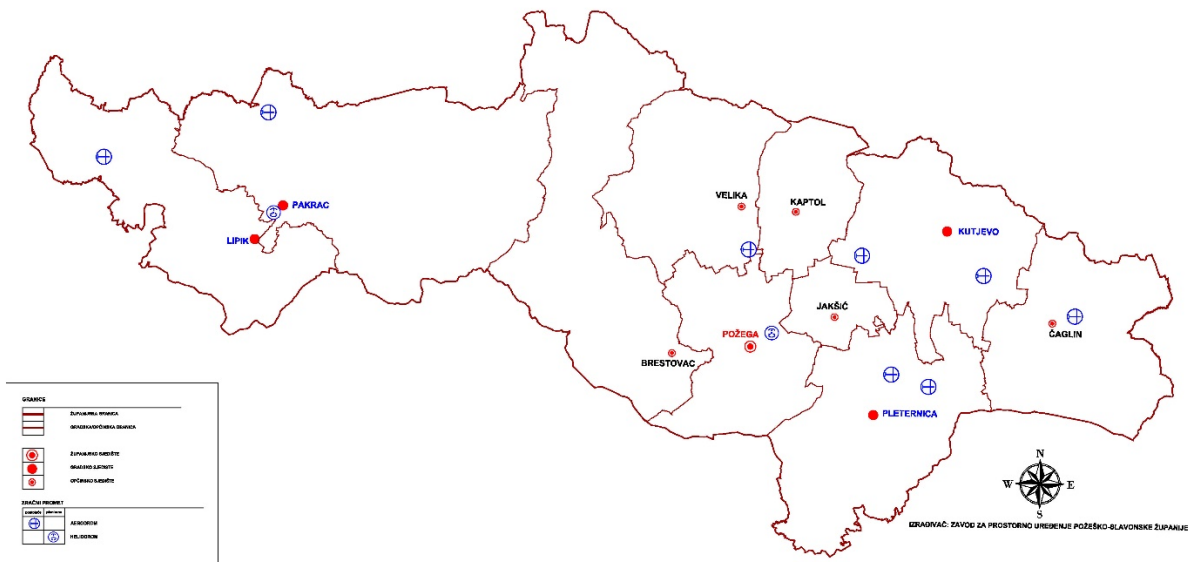 PAKRAC
LIPIK
VELIKA
KAPTOL
KUTJEVO
JAKŠIĆ
POŽEGA
BRESTOVAC
ČAGLIN
PLETERNICA
GRANICE
ŽUPANIJSKA GRANICA
GRADSKA/OPĆINSKA GRANICA
ŽUPANIJSKO SJEDIŠTE
GRADSKO SJEDIŠTE
OPĆINSKO SJEDIŠTE
ZRAČNI PROMET
AERODROM
HELIDROM
N
W E
S
IZRAĐIVAČ: ZAVOD ZA PROSTORNO UREĐENJE POŽEŠKO-SLAVONSKE ŽUPANIJE